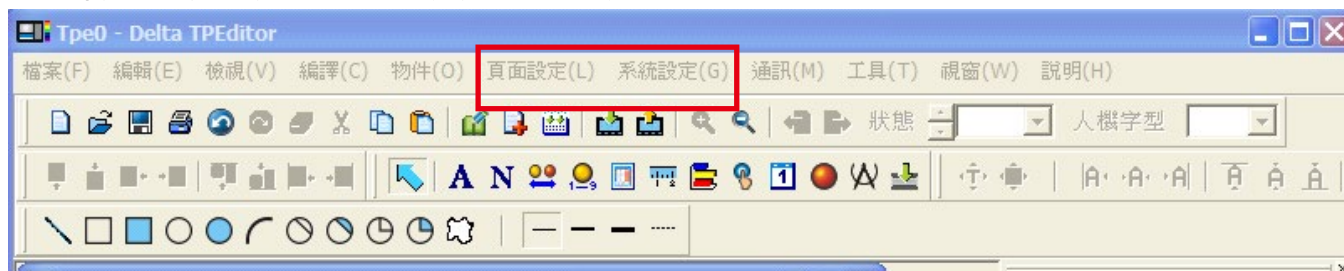 Tpe0 - Delta TPEditor
檔案(F) 編輯(E) 檢視(V) 編譯(C) 物件(O) 頁面設定(L) 系統設定(G) 通訊(M) 工具(T) 視窗(W) 說明(H)
狀態 人機字型
A N 1